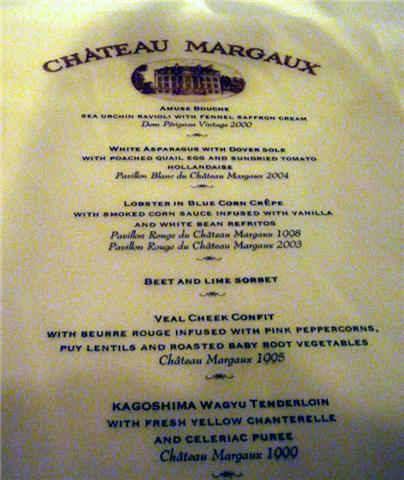 CHÂTEAU MARGAUX
AMUSE BOUCHE
SEA URCHIN RAVIOLI WITH FENNEL SAFFRON CREAM
Dom Pérignon Vintage 2000
WHITE ASPARAGUS WITH DOVER SOLE
WITH POACHED QUAIL EGG AND SUNDRIED TOMATO
HOLLANDAISE
Pavillon Blanc du Château Margaux 2004
LOBSTER IN BLUE CORN CRÊPE
WITH SMOKED CORN SAUCE INFUSED WITH VANILLA
AND WHITE BEAN REFRITOS
Pavillon Rouge du Château Margaux 1998
Pavillon Rouge du Château Margaux 2003
BEET AND LIME SORBET
VEAL CHEEK CONFIT
WITH BEURRE ROUGE INFUSED WITH PINK PEPPERCORNS,
PUY LENTILS AND ROASTED BABY ROOT VEGETABLES
Château Margaux 1995
KAGOSHIMA WAGYU TENDERLOIN
WITH FRESH YELLOW CHANTERELLE
AND CELERIAC PUREE
Château Margaux 1999